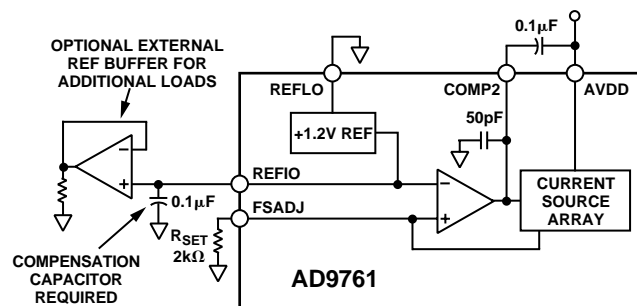 OPTIONAL EXTERNAL
REF BUFFER FOR
ADDITIONAL LOADS
0.1µF
REFLO
COMP2
AVDD
+1.2V REF
50pF
REFIO
FSADJ
0.1µF
RSET
2kΩ
COMPENSATION
CAPACITOR
REQUIRED
CURRENT
SOURCE
ARRAY
AD9761
−
+
−
+